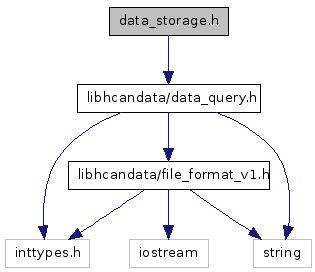 data_storage.h
libhcandata/data_query.h
libhcandata/file_format_v1.h
inttypes.h
iostream
string